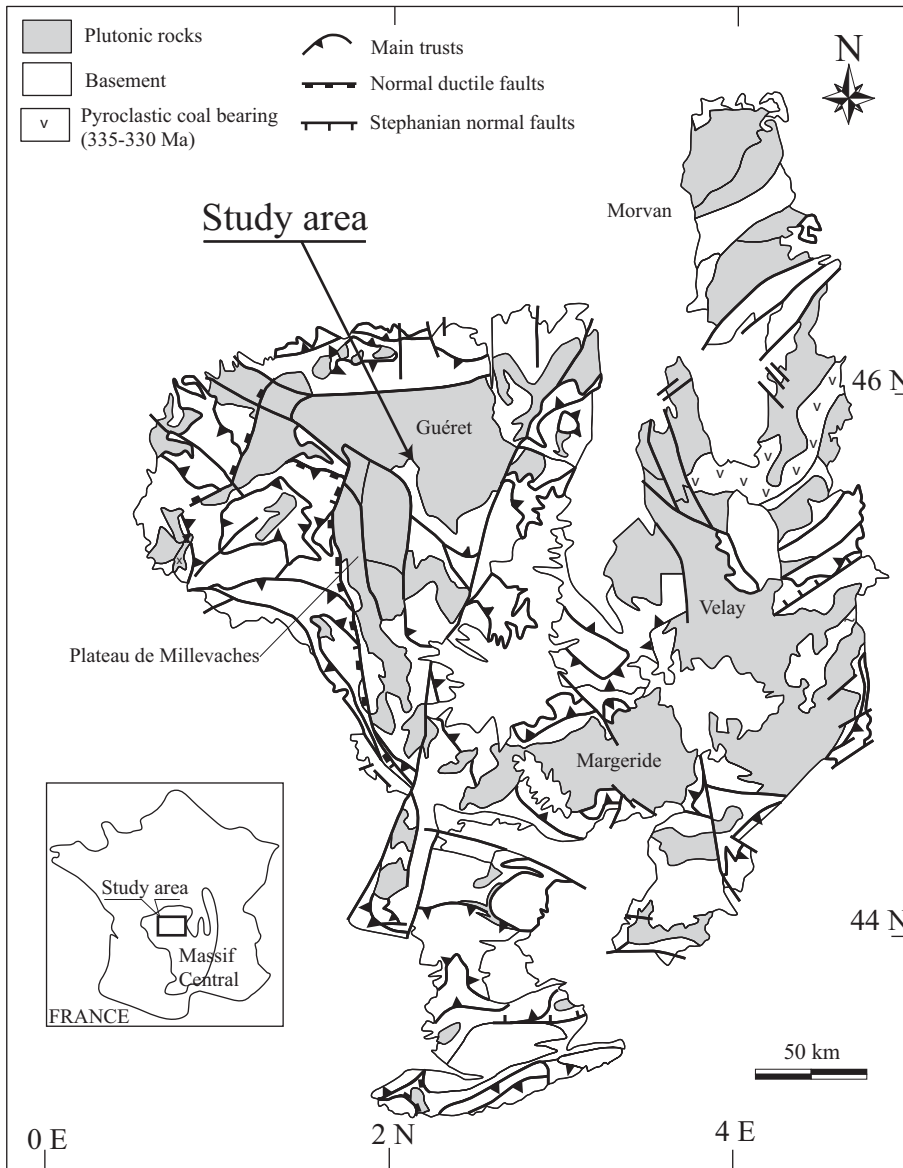 Plutonic rocks
Basement
v
Pyroclastic coal bearing
(335-330 Ma)
Main trusts
Normal ductile faults
Stephanian normal faults
N
Study area
Morvan
46 N
Guéret
v
v
v
v
v
v
v
v
x
Velay
Plateau de Millevaches
Margeride
Study area
Massif
Central
FRANCE
44 N
50 km
0 E
2 N
4 E